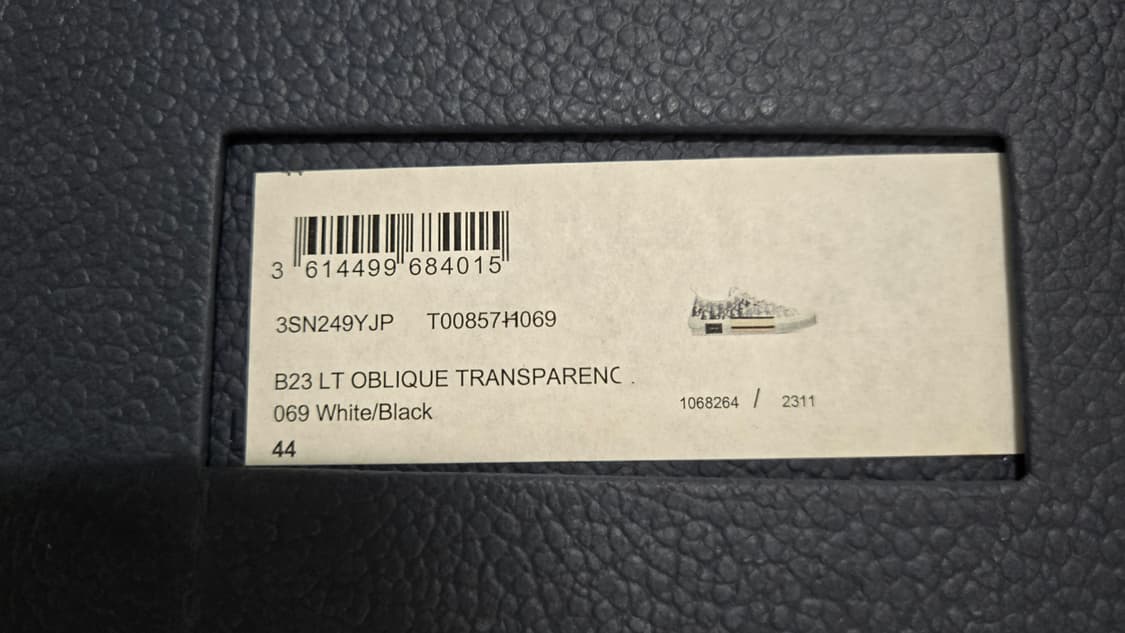 3 614499 684015
3SN249YJP T00857H069
B23 LT OBLIQUE TRANSPARENC .
069 White/Black
44
1068264 / 2311